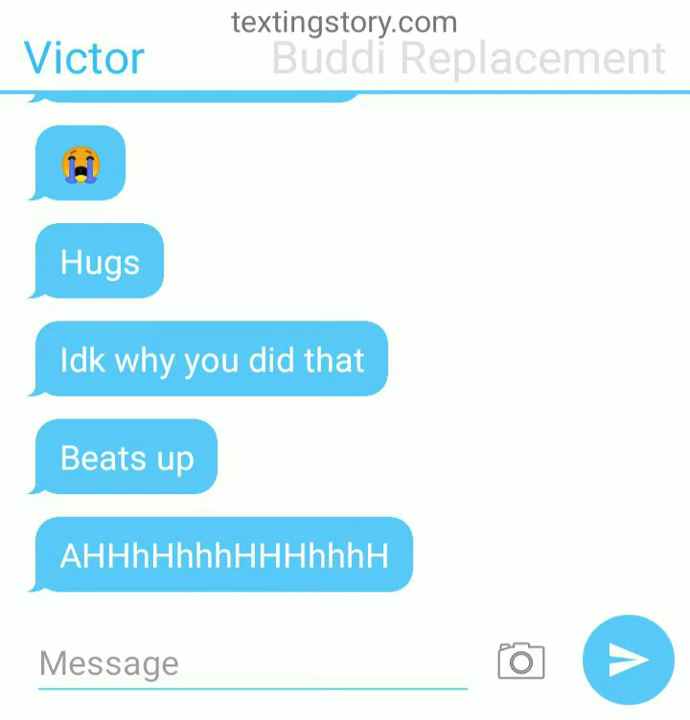 textingstory.com
Victor Buddi Replacement
😭
Hugs
Idk why you did that
Beats up
AHHhHhhhHHHhhhH
Message